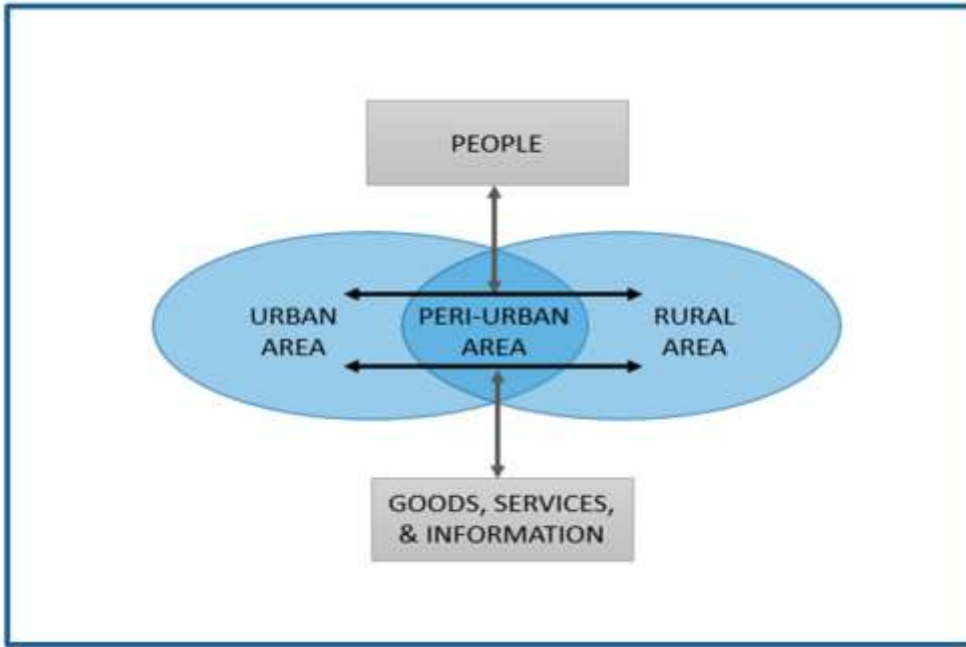 PEOPLE
URBAN
AREA
PERI-URBAN
AREA
RURAL
AREA
GOODS, SERVICES,
& INFORMATION